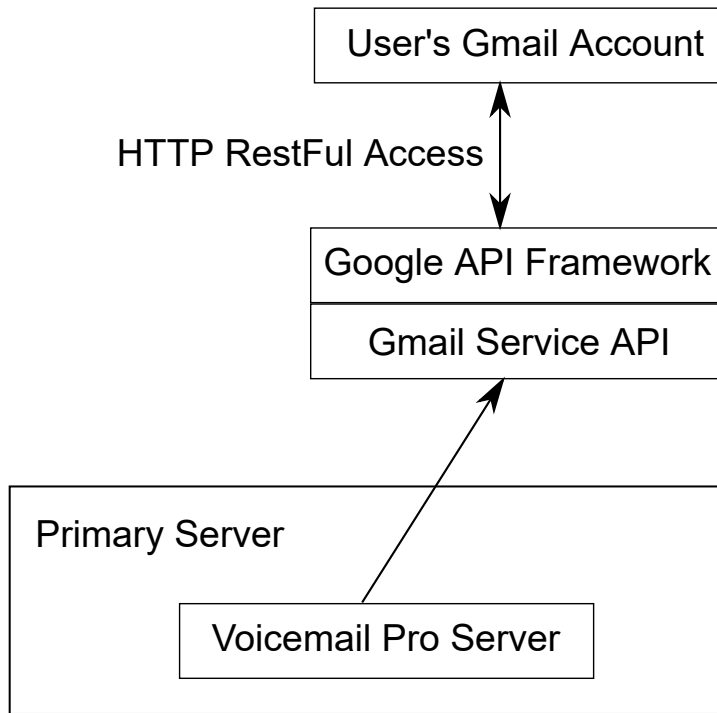 User's Gmail Account
HTTP RestFul Access
Google API Framework
Gmail Service API
Primary Server
Voicemail Pro Server